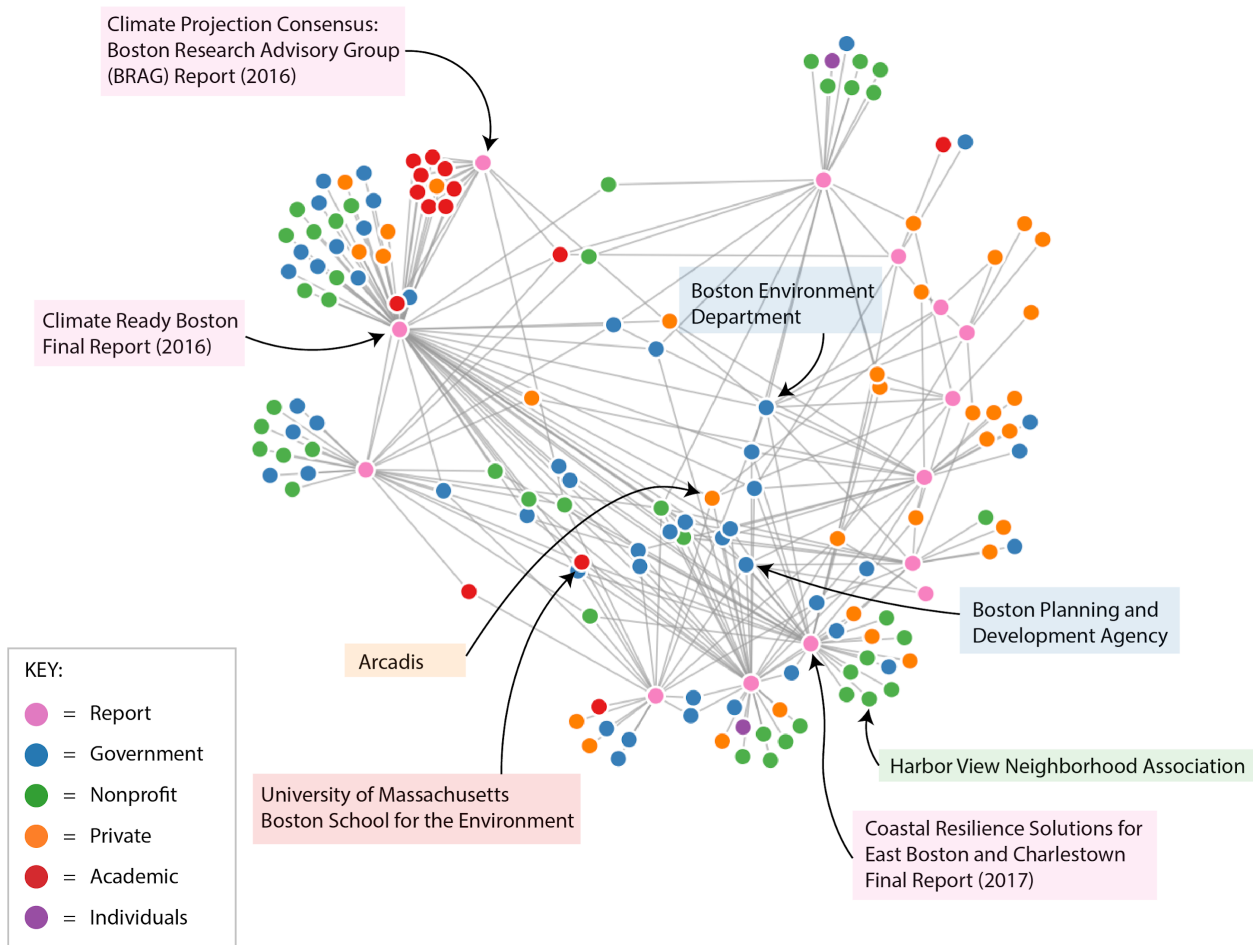 Climate Projection Consensus:
Boston Research Advisory Group
(BRAG) Report (2016)
Boston Environment
Department
Climate Ready Boston
Final Report (2016)
Boston Planning and
Development Agency
Arcadis
KEY:
= Report
= Government
= Nonprofit
= Private
= Academic
= Individuals
University of Massachusetts
Boston School for the Environment
Harbor View Neighborhood Association
Coastal Resilience Solutions for
East Boston and Charlestown
Final Report (2017)